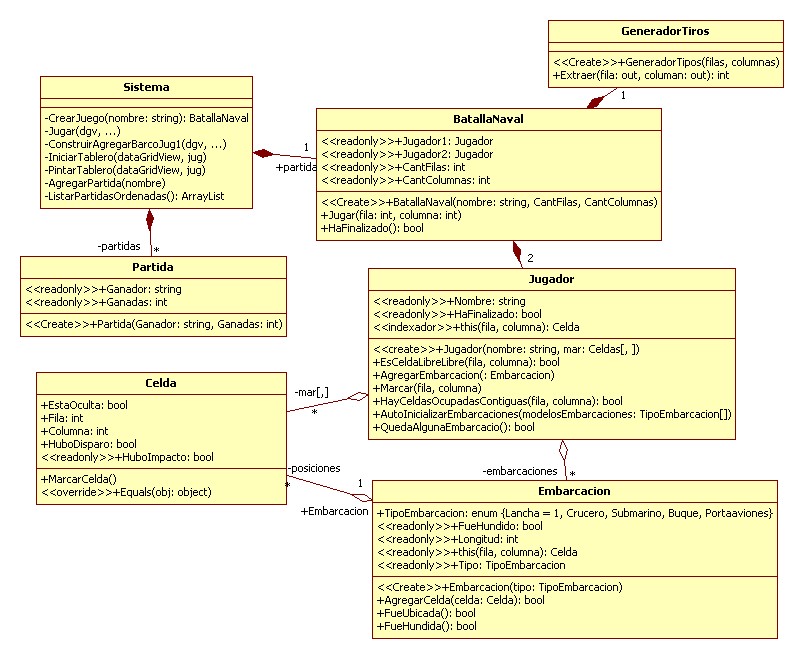 GeneradorTiros
<<Create>>+GeneradorTipos(filas, columnas)
+Extraer(fila: out, columan: out): int
1
Sistema
-CrearJuego(nombre: string): BatallaNaval
-Jugar(dgv, ...)
-ConstruirAgregarBarcoJug1(dgv, ...)
-IniciarTablero(dataGridView, jug)
-PintarTablero(dataGridView, jug)
-AgregarPartida(nombre)
-ListarPartidasOrdenadas(): ArrayList
1
+partida
BatallaNaval
<<readonly>>+Jugador1: Jugador
<<readonly>>+Jugador2: Jugador
<<readonly>>+CantFilas: int
<<readonly>>+CantColumnas: int
<<Create>>+BatallaNaval(nombre: string, CantFilas, CantColumnas)
+Jugar(fila: int, columna: int)
+HaFinalizado(): bool
2
-partidas
*
Partida
<<readonly>>+Ganador: string
<<readonly>>+Ganadas: int
<<Create>>+Partida(Ganador: string, Ganadas: int)
Jugador
<<readonly>>+Nombre: string
<<readonly>>+HaFinalizado: bool
<<indexador>>+this(fila, columna): Celda
<<create>>+Jugador(nombre: string, mar: Celdas[, ])
+EsCeldaLibreLibre(fila, columna): bool
+AgregarEmbarcacion(: Embarcacion)
+Marcar(fila, columna)
+HayCeldasOcupadasContiguas(fila, columna): bool
+AutoInicializarEmbarcaciones(modelosEmbarcaciones: TipoEmbarcacion[])
+QuedaAlgunaEmbarcacio(): bool
-mar[,]
*
Celda
+EstaOculta: bool
+Fila: int
+Columna: int
+HuboDisparo: bool
<<readonly>>+HuboImpacto: bool
+MarcarCelda()
<<override>>+Equals(obj: object)
-embarcaciones
*
-posiciones
*
1
+Embarcacion
Embarcacion
+TipoEmbarcacion: enum {Lancha = 1, Crucero, Submarino, Buque, Portaaviones}
<<readonly>>+FueHundido: bool
<<readonly>>+Longitud: int
<<readonly>>+this(fila, columna): Celda
<<readonly>>+Tipo: TipoEmbarcacion
<<Create>>+Embarcacion(tipo: TipoEmbarcacion)
+AgregarCelda(celda: Celda): bool
+FueUbicada(): bool
+FueHundida(): bool